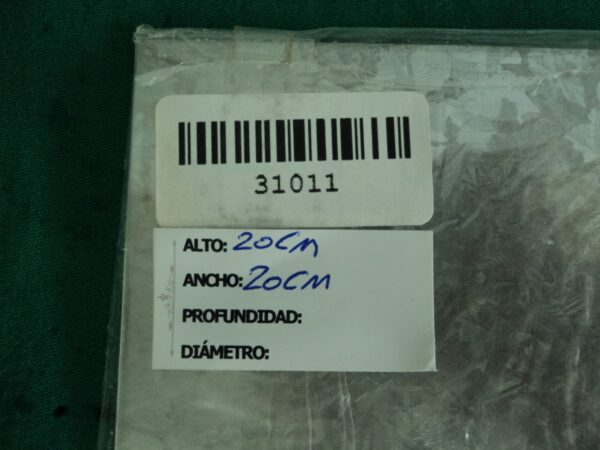 31011
ALTO: 20CM
ANCHO: 20CM
PROFUNDIDAD:
DIÁMETRO: